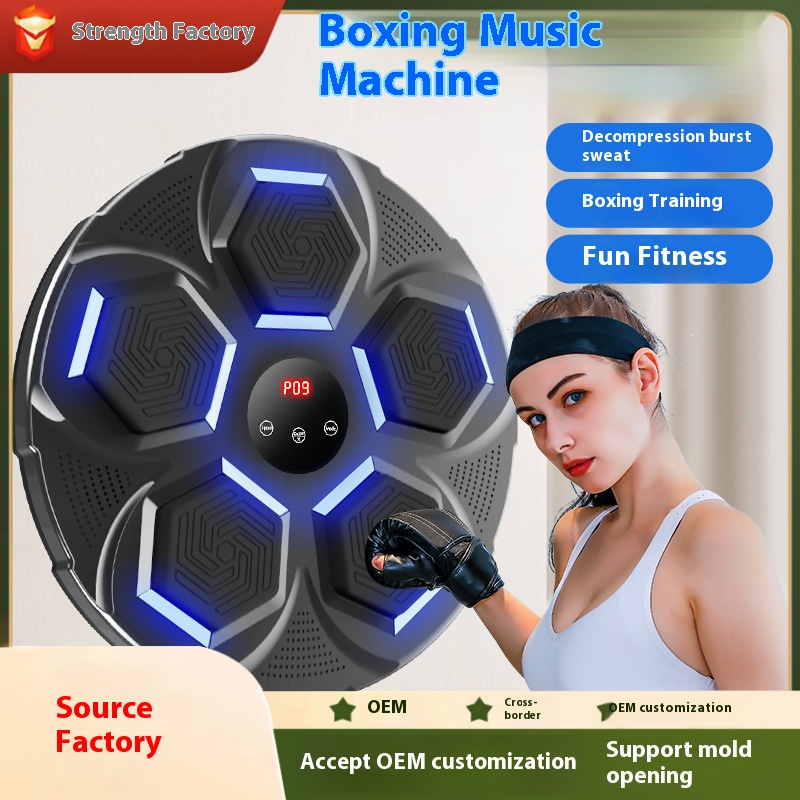 Strength Factory
Boxing Music
Machine
Decompression burst
sweat
Boxing Training
Fun Fitness
P09
Source
Factory
OEM
Cross-
border
OEM customization
Accept OEM customization
Support mold
opening